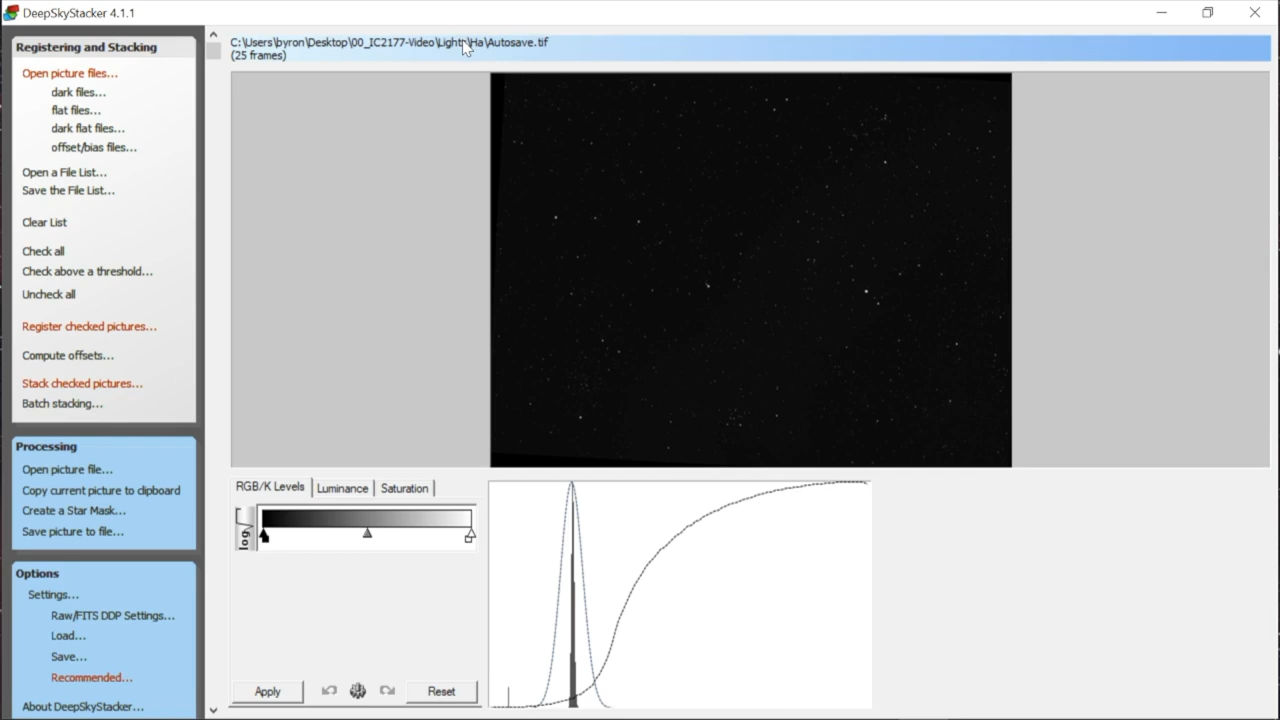 DeepSkyStacker 4.1.1
Registering and Stacking
Open picture files...
dark files...
flat files...
dark flat files...
offset/bias files...
Open a File List...
Save the File List...
Clear List
Check all
Check above a threshold...
Uncheck all
Register checked pictures...
Compute offsets...
Stack checked pictures...
Batch stacking...
Processing
Open picture file...
Copy current picture to clipboard
Create a Star Mask...
Save picture to file...
Options
Settings...
Raw/FITS DDP Settings...
Load...
Save...
Recommended...
About DeepSkyStacker...
C:\Users\byron\Desktop\00_IC2177-Video\Lights\Ha\Autosave.tif
(25 frames)
RGB/K Levels
Luminance
Saturation
log
Apply
Reset